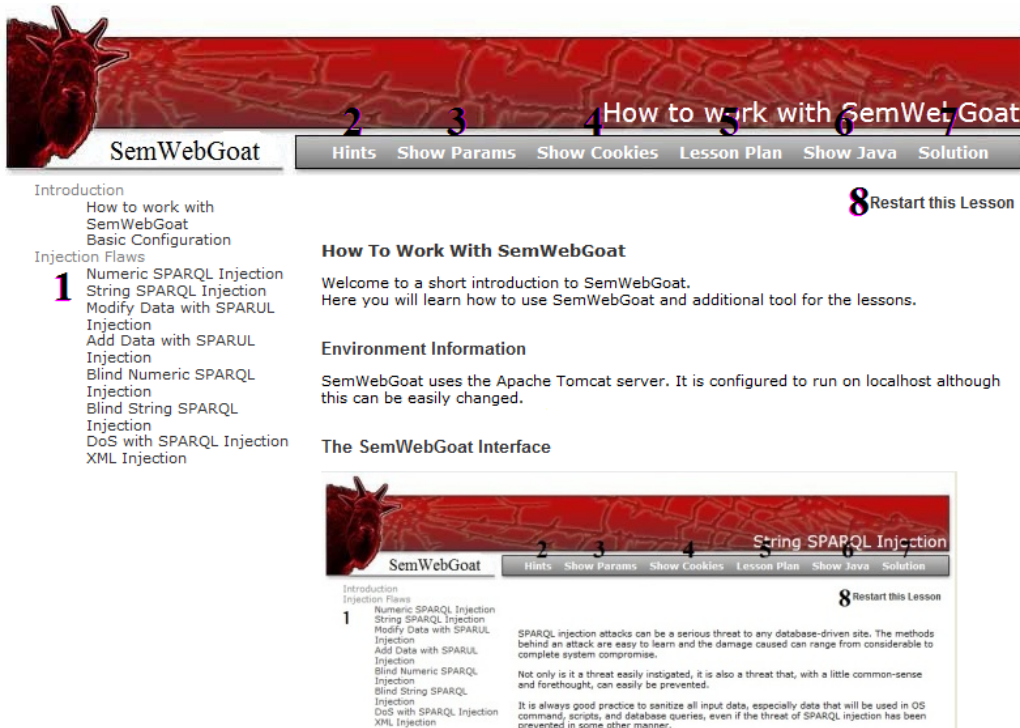 How to work with SemWebGoat
2 3 4 5 6 7
SemWebGoat
Hints Show Params Show Cookies Lesson Plan Show Java Solution
8 Restart this Lesson
Introduction
How to work with
SemWebGoat
Basic Configuration
Injection Flaws
1
Numeric SPARQL Injection
String SPARQL Injection
Modify Data with SPARUL
Injection
Add Data with SPARUL
Injection
Blind Numeric SPARQL
Injection
Blind String SPARQL
Injection
DoS with SPARQL Injection
XML Injection
How To Work With SemWebGoat
Welcome to a short introduction to SemWebGoat.
Here you will learn how to use SemWebGoat and additional tool for the lessons.
Environment Information
SemWebGoat uses the Apache Tomcat server. It is configured to run on localhost although
this can be easily changed.
The SemWebGoat Interface
String SPARQL Injection
2 3 4 5 6 7
SemWebGoat
Hints Show Params Show Cookies Lesson Plan Show Java Solution
8 Restart this Lesson
Introduction
Injection Flaws
1
Numeric SPARQL Injection
String SPARQL Injection
Modify Data with SPARUL
Injection
Add Data with SPARUL
Injection
Blind Numeric SPARQL
Injection
Blind String SPARQL
Injection
DoS with SPARQL Injection
XML Injection
SPARQL injection attacks can be a serious threat to any database-driven site. The methods
behind an attack are easy to learn and the damage caused can range from considerable to
complete system compromise.
Not only is it a threat easily instigated, it is also a threat that, with a little common-sense
and forethought, can easily be prevented.
It is always good practice to sanitize all input data, especially data that will be used in OS
command, scripts, and database queries, even if the threat of SPARQL injection has been
prevented in some other manner.